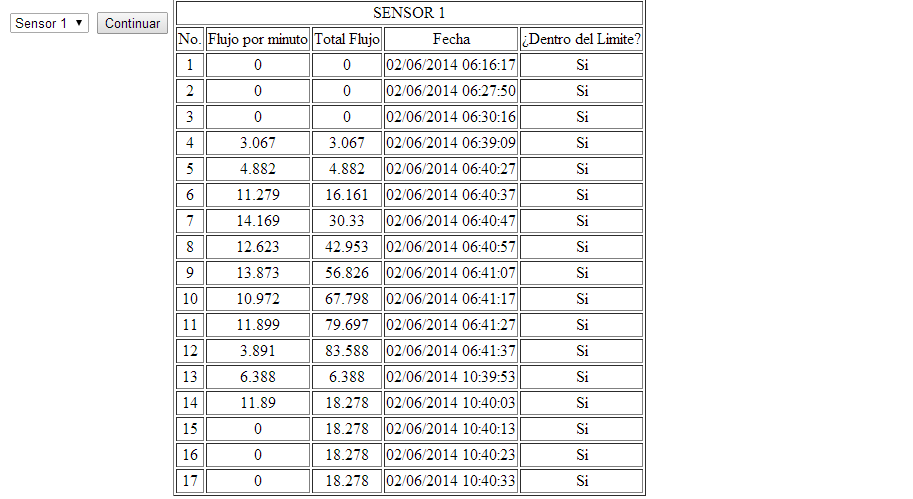 Sensor 1 Continuar
SENSOR 1
No. Flujo por minuto Total Flujo Fecha ¿Dentro del Limite?
1 0 0 02/06/2014 06:16:17 Si
2 0 0 02/06/2014 06:27:50 Si
3 0 0 02/06/2014 06:30:16 Si
4 3.067 3.067 02/06/2014 06:39:09 Si
5 4.882 4.882 02/06/2014 06:40:27 Si
6 11.279 16.161 02/06/2014 06:40:37 Si
7 14.169 30.33 02/06/2014 06:40:47 Si
8 12.623 42.953 02/06/2014 06:40:57 Si
9 13.873 56.826 02/06/2014 06:41:07 Si
10 10.972 67.798 02/06/2014 06:41:17 Si
11 11.899 79.697 02/06/2014 06:41:27 Si
12 3.891 83.588 02/06/2014 06:41:37 Si
13 6.388 6.388 02/06/2014 10:39:53 Si
14 11.89 18.278 02/06/2014 10:40:03 Si
15 0 18.278 02/06/2014 10:40:13 Si
16 0 18.278 02/06/2014 10:40:23 Si
17 0 18.278 02/06/2014 10:40:33 Si